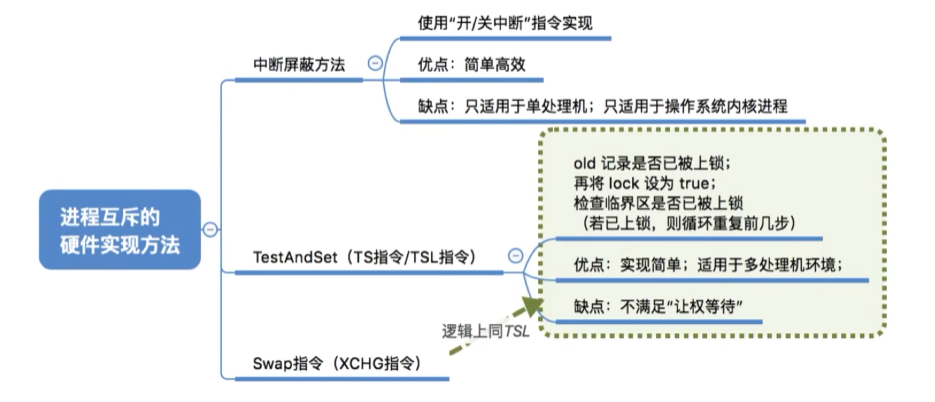 进程互斥的
硬件实现方法
中断屏蔽方法
使用“开/关中断”指令实现
优点：简单高效
缺点：只适用于单处理机；只适用于操作系统内核进程
TestAndSet（TS指令/TSL指令）
old 记录是否已被上锁；
再将 lock 设为 true；
检查临界区是否已被上锁
（若已上锁，则循环重复前几步）
优点：实现简单；适用于多处理机环境；
缺点：不满足“让权等待”
逻辑上同TSL
Swap指令（XCHG指令）